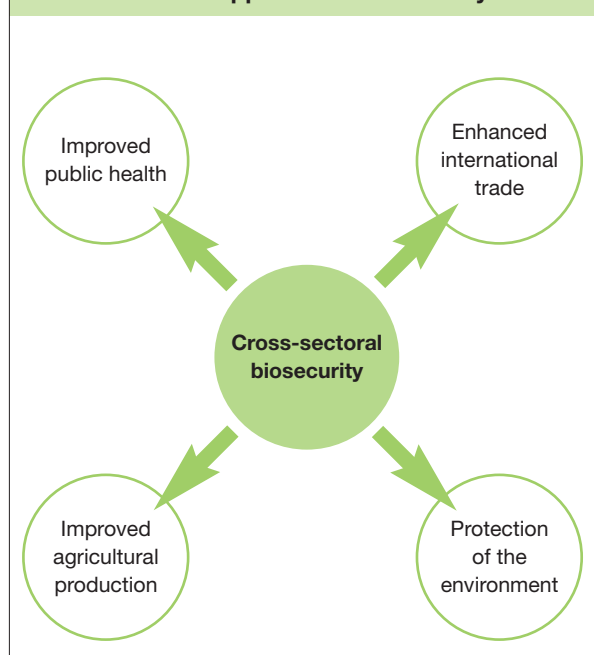 Improved
public health
Enhanced
international
trade
Cross-sectoral
biosecurity
Improved
agricultural
production
Protection
of the
environment